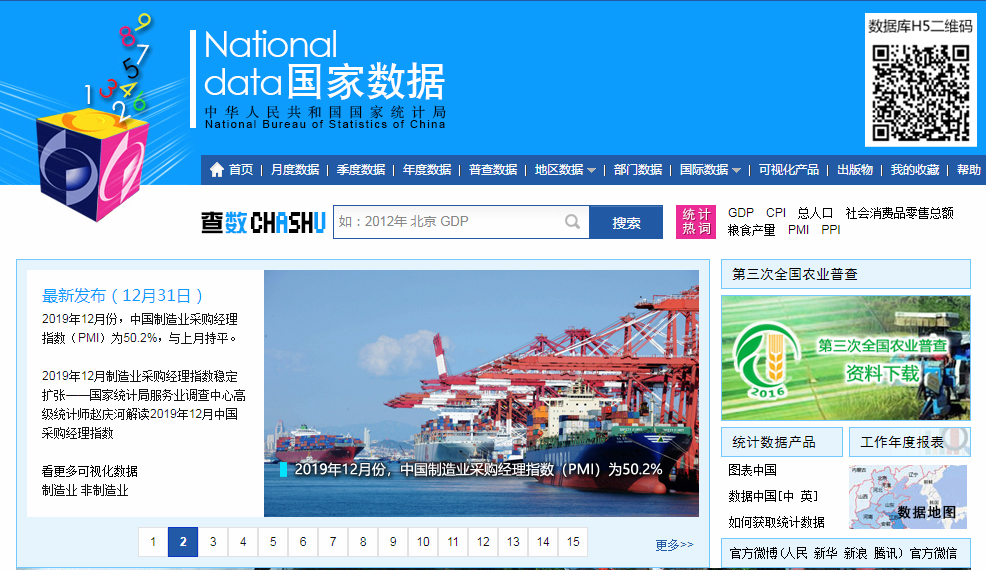 9
8
7
5
1 3 4
2 6
National
data国家数据
中华人民共和国国家统计局
National Bureau of Statistics of China
数据库H5二维码
首页 | 月度数据 | 季度数据 | 年度数据 | 普查数据 | 地区数据 | 部门数据 | 国际数据 | 可视化产品 | 出版物 | 我的收藏 | 帮助
查数 CHASHU
如：2012年 北京 GDP
搜索
统计
热词
GDP CPI 总人口 社会消费品零售总额
粮食产量 PMI PPI
最新发布（12月31日）
2019年12月份，中国制造业采购经理
指数（PMI）为50.2%，与上月持平。
2019年12月制造业采购经理指数稳定
扩张——国家统计局服务业调查中心高
级统计师赵庆河解读2019年12月中国
采购经理指数
看更多可视化数据
制造业 非制造业
2019年12月份，中国制造业采购经理指数（PMI）为50.2%
1 2 3 4 5 6 7 8 9 10 11 12 13 14 15
更多>>
第三次全国农业普查
第三次全国农业普查
资料下载
2016
统计数据产品
工作年度报表
图表中国
数据中国[中 英]
如何获取统计数据
数据地图
官方微博(人民 新华 新浪 腾讯) 官方微信